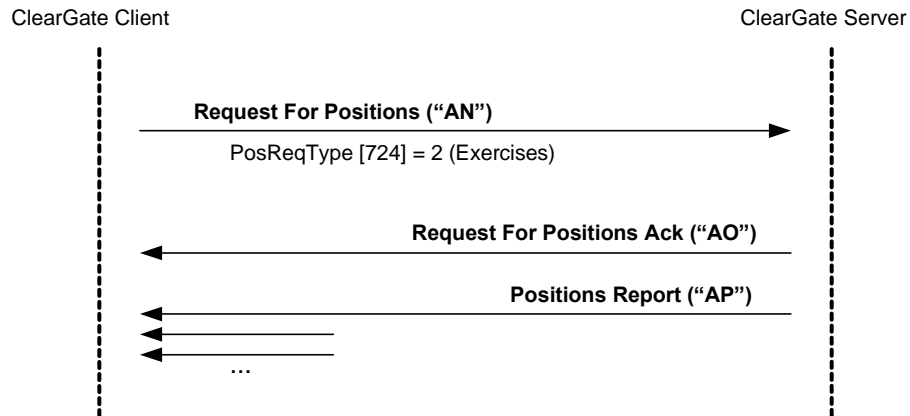 ClearGate Client
ClearGate Server
Request For Positions (“AN”)
PosReqType [724] = 2 (Exercises)
Request For Positions Ack (“AO”)
Positions Report (“AP”)
…